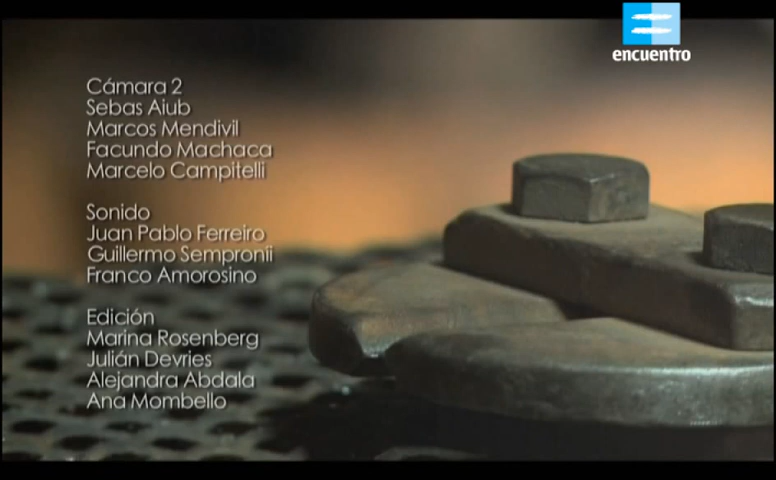 encuentro
Cámara 2
Sebas Aiub
Marcos Mendivil
Facundo Machaca
Marcelo Campitelli
Sonido
Juan Pablo Ferreiro
Guillermo Sempronii
Franco Amorosino
Edición
Marina Rosenberg
Julián Devries
Alejandra Abdala
Ana Mombello